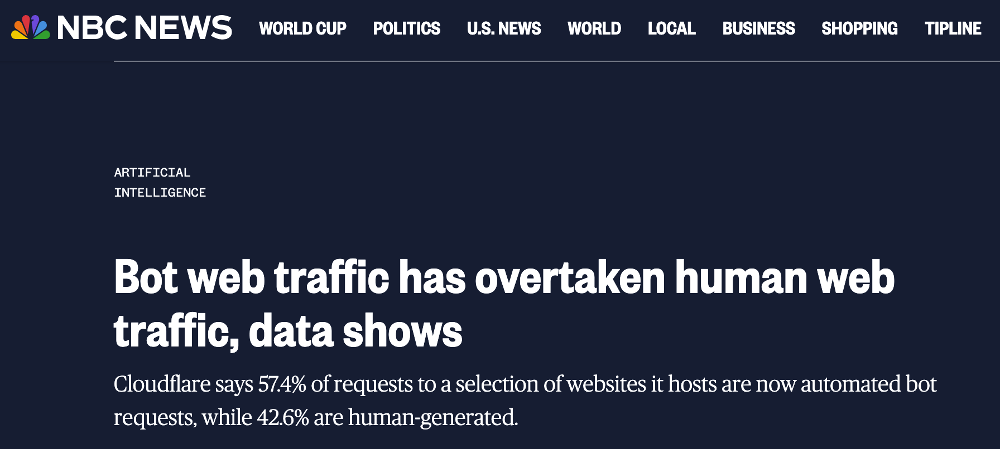 NBC NEWS WORLD CUP POLITICS U.S. NEWS WORLD LOCAL BUSINESS SHOPPING TIPLINE
ARTIFICIAL
INTELLIGENCE
Bot web traffic has overtaken human web
traffic, data shows
Cloudflare says 57.4% of requests to a selection of websites it hosts are now automated bot
requests, while 42.6% are human-generated.